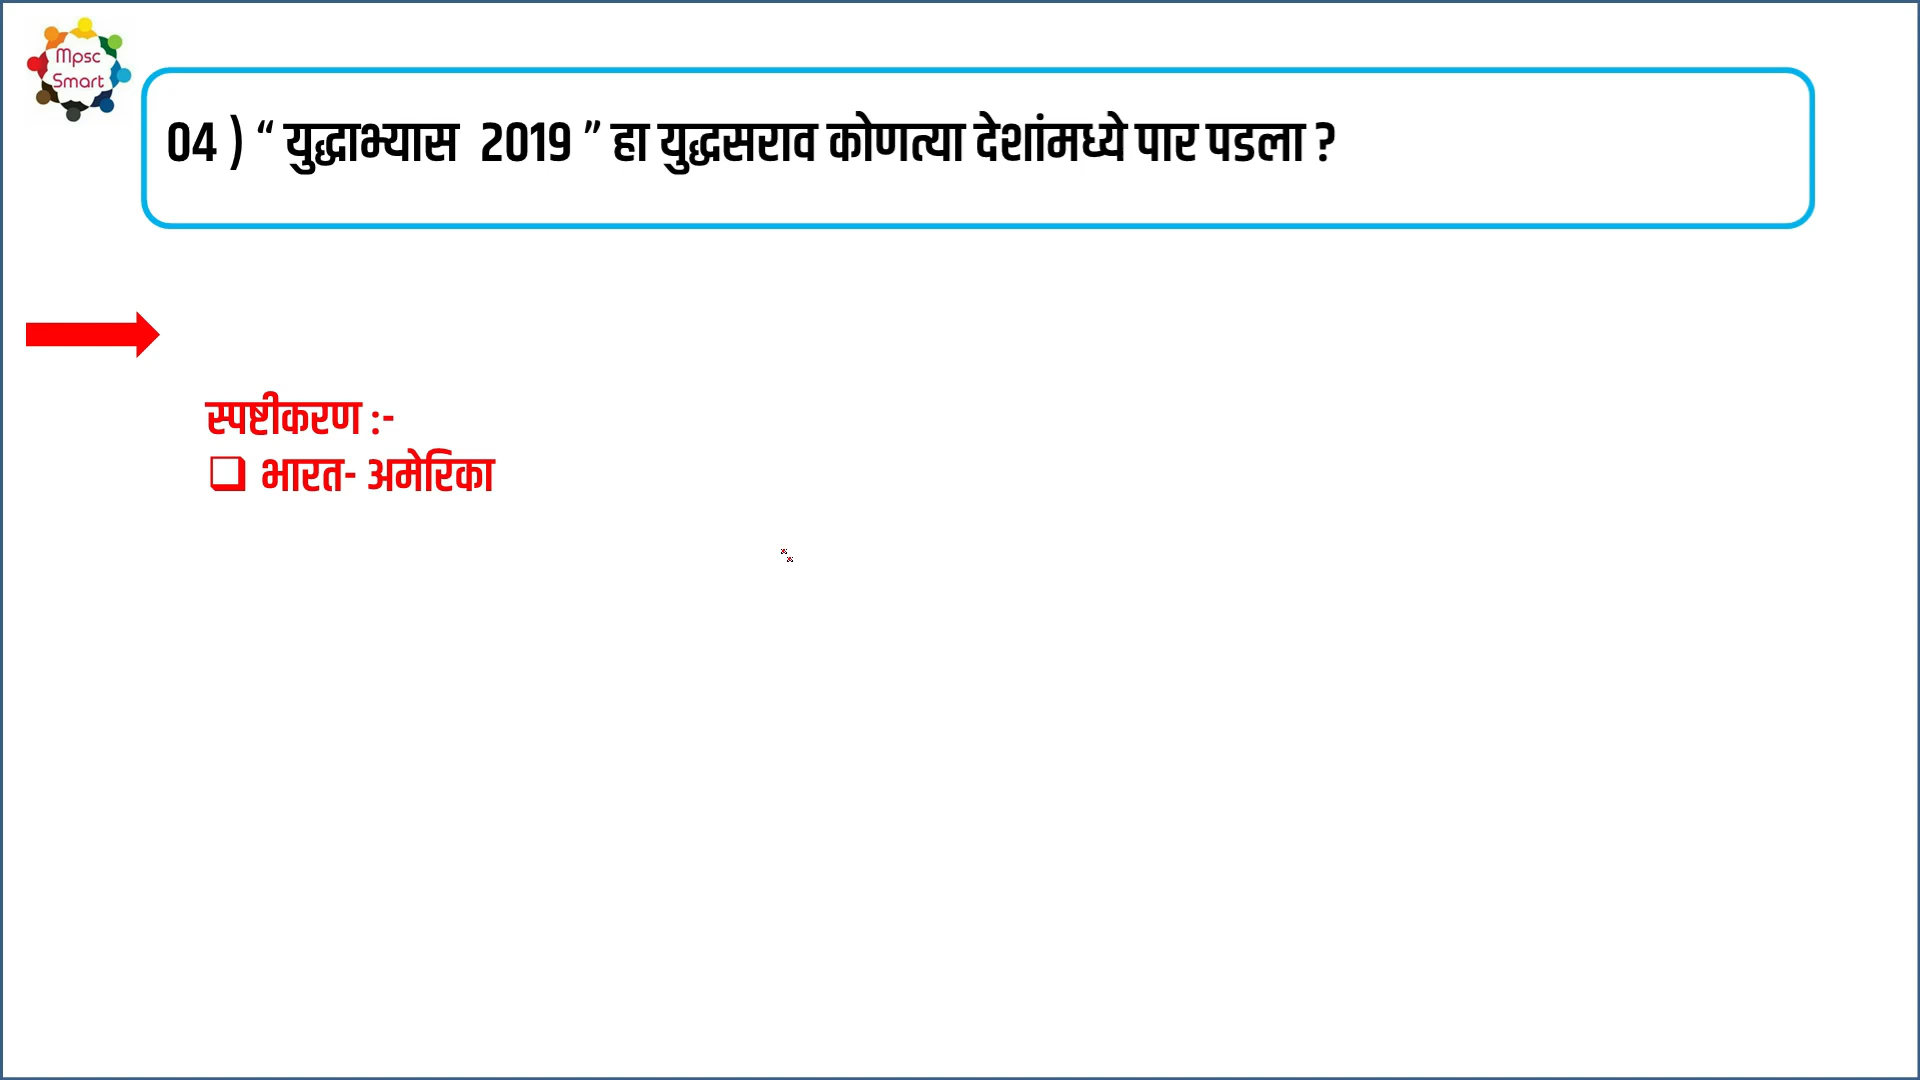 Mpsc
Smart
04 ) “ युद्धाभ्यास 2019 ” हा युद्धसराव कोणत्या देशांमध्ये पार पडला ?
स्पष्टीकरण :-
❑ भारत- अमेरिका